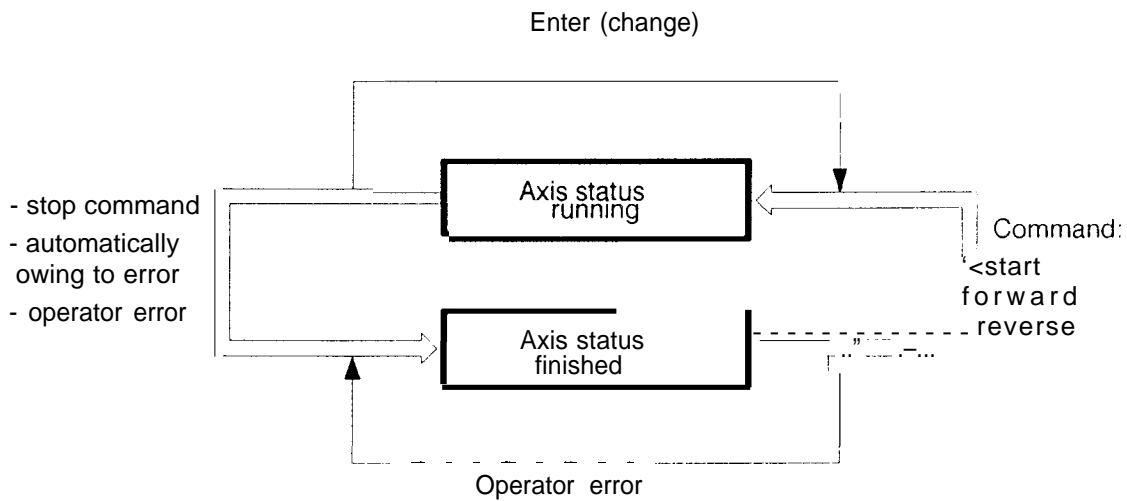 Enter (change)
Axis status
running
- stop command
- automatically
owing to error
- operator error
Command:
<start
forward
reverse
Axis status
finished
Operator error